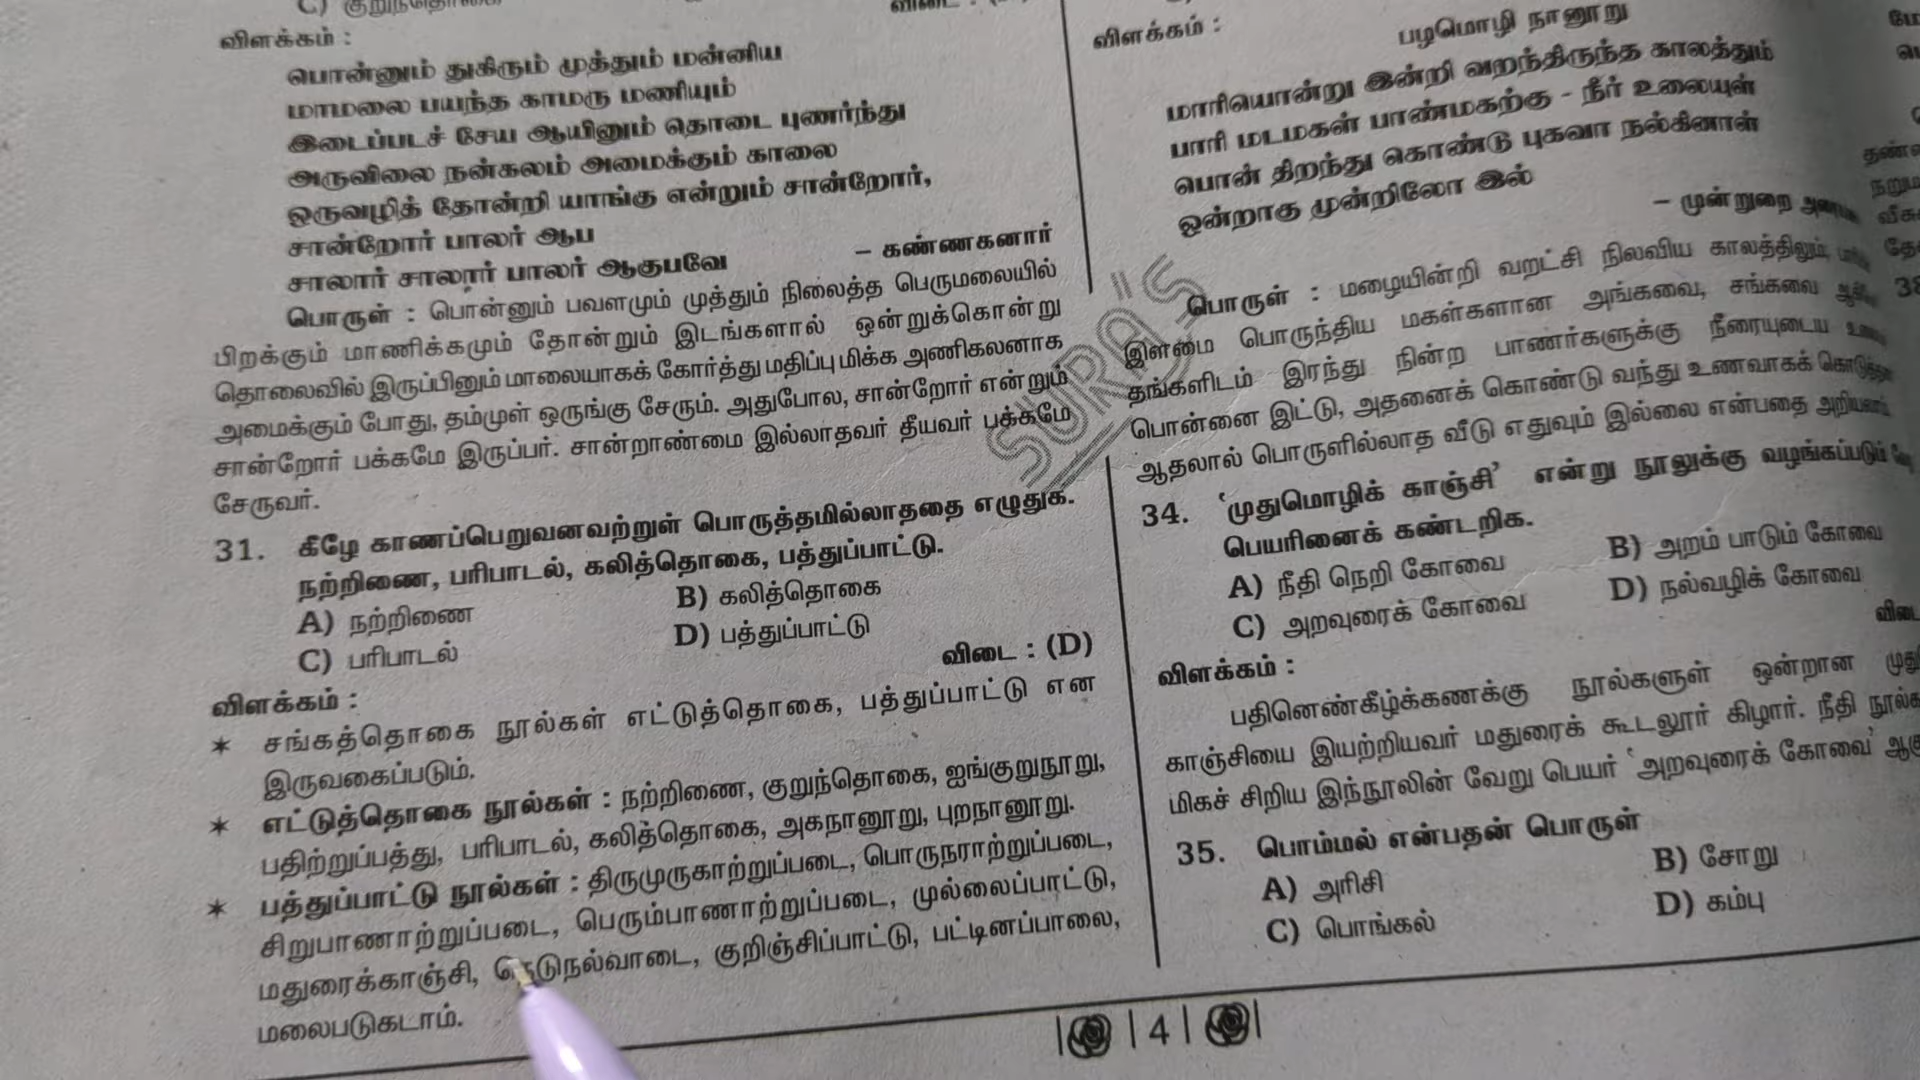 விளக்கம் :
பொன்னும் துகிரும் முத்தும் மன்னிய
மாமலை பயந்த காமரு மணியும்
இடைப்படச் சேய ஆயினும் தொடை புணர்ந்து
அருவிலை நன்கலம் அமைக்கும் காலை
ஒருவழித் தோன்றி யாங்கு என்றும் சான்றோர்,
சான்றோர் பாலர் ஆப
சாலார் சாலார் பாலர் ஆகுபவே
– கண்ணகனார்
பொருள் : பொன்னும் பவளமும் முத்தும் நிலைத்த பெருமலையில்
பிறக்கும் மாணிக்கமும் தோன்றும் இடங்களால் ஒன்றுக்கொன்று
தொலைவில் இருப்பினும் மாலையாகக் கோர்த்து மதிப்பு மிக்க அணிகலனாக
அமைக்கும் போது, தம்முள் ஒருங்கு சேரும். அதுபோல, சான்றோர் என்றும்
சான்றோர் பக்கமே இருப்பர். சான்றாண்மை இல்லாதவர் தீயவர் பக்கமே
சேருவர்.
31. கீழே காணப்பெறுவனவற்றுள் பொருத்தமில்லாததை எழுதுக.
நற்றிணை, பரிபாடல், கலித்தொகை, பத்துப்பாட்டு.
A) நற்றிணை B) கலித்தொகை
C) பரிபாடல் D) பத்துப்பாட்டு
விடை : (D)
விளக்கம் :
* சங்கத்தொகை நூல்கள் எட்டுத்தொகை, பத்துப்பாட்டு என
இருவகைப்படும்.
* எட்டுத்தொகை நூல்கள் : நற்றிணை, குறுந்தொகை, ஐங்குறுநூறு,
பதிற்றுப்பத்து, பரிபாடல், கலித்தொகை, அகநானூறு, புறநானூறு.
* பத்துப்பாட்டு நூல்கள் : திருமுருகாற்றுப்படை, பொருநராற்றுப்படை,
சிறுபாணாற்றுப்படை, பெரும்பாணாற்றுப்படை, முல்லைப்பாட்டு,
மதுரைக்காஞ்சி, நெடுநல்வாடை, குறிஞ்சிப்பாட்டு, பட்டினப்பாலை,
மலைபடுகடாம்.
விளக்கம் :
பழமொழி நானூறு
மாரியொன்று இன்றி வறந்திருந்த காலத்தும்
பாரி மடமகள் பாண்மகற்கு - நீர் உலையுள்
பொன் திறந்து கொண்டு புகவா நல்கினாள்
ஒன்றாகு முன்றிலோ இல்
– முன்றுறை
பொருள் : மழையின்றி வறட்சி நிலவிய காலத்திலும்,
இளமை பொருந்திய மகள்களான அங்கவை, சங்கவை
தங்களிடம் இரந்து நின்ற பாணர்களுக்கு நீரையுடைய
பொன்னை இட்டு, அதனைக் கொண்டு வந்து உணவாகக்
ஆதலால் பொருளில்லாத வீடு எதுவும் இல்லை என்பதை
34. ‘முதுமொழிக் காஞ்சி’ என்று நூலுக்கு வழங்கப்படும்
பெயரினைக் கண்டறிக.
A) நீதி நெறி கோவை B) அறம் பாடும் கோவை
C) அறவுரைக் கோவை D) நல்வழிக் கோவை
விடை
விளக்கம் :
பதினெண்கீழ்க்கணக்கு நூல்களுள் ஒன்றான
காஞ்சியை இயற்றியவர் மதுரைக் கூடலூர் கிழார். நீதி
மிகச் சிறிய இந்நூலின் வேறு பெயர் ‘அறவுரைக் கோவை’
35. பொம்மல் என்பதன் பொருள்
A) அரிசி B) சோறு
C) பொங்கல் D) கம்பு
SURA'S
4